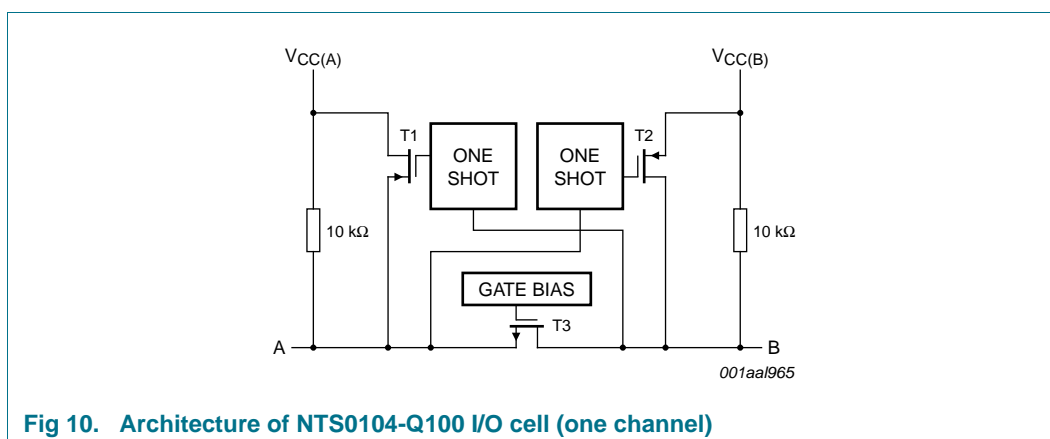 VCC(A)
VCC(B)
T1
ONE
SHOT
ONE
SHOT
T2
10 kΩ
10 kΩ
GATE BIAS
T3
A
B
001aal965
Fig 10. Architecture of NTS0104-Q100 I/O cell (one channel)